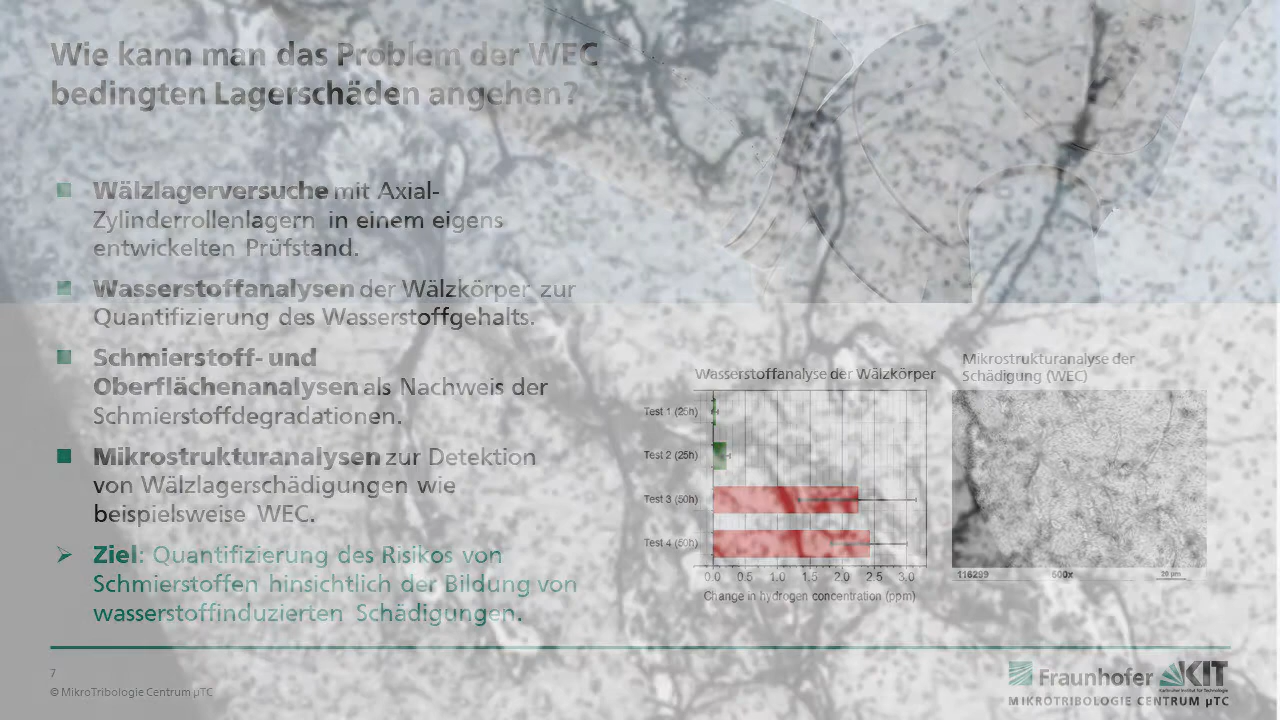 Wie kann man das Problem der WEC
bedingten Lagerschäden angehen?
Wälzlagerversuche mit Axial-
Zylinderrollenlagern in einem eigens
entwickelten Prüfstand.
Wasserstoffanalysen der Wälzkörper zur
Quantifizierung des Wasserstoffgehalts.
Schmierstoff- und
Oberflächenanalysen als Nachweis der
Schmierstoffdegradationen.
Mikrostrukturanalysen zur Detektion
von Wälzlagerschädigungen wie
beispielsweise WEC.
Ziel: Quantifizierung des Risikos von
Schmierstoffen hinsichtlich der Bildung von
wasserstoffinduzierten Schädigungen.
Wasserstoffanalyse der Wälzkörper
Test 1 (25h)
Test 2 (25h)
Test 3 (50h)
Test 4 (50h)
0.0 0.5 1.0 1.5 2.0 2.5 3.0
Change in hydrogen concentration (ppm)
Mikrostrukturanalyse der
Schädigung (WEC)
116299 500x 20 µm
7
© MikroTribologie Centrum µTC
Fraunhofer KIT
Karlsruher Institut für Technologie
MIKROTRIBOLOGIE CENTRUM µTC